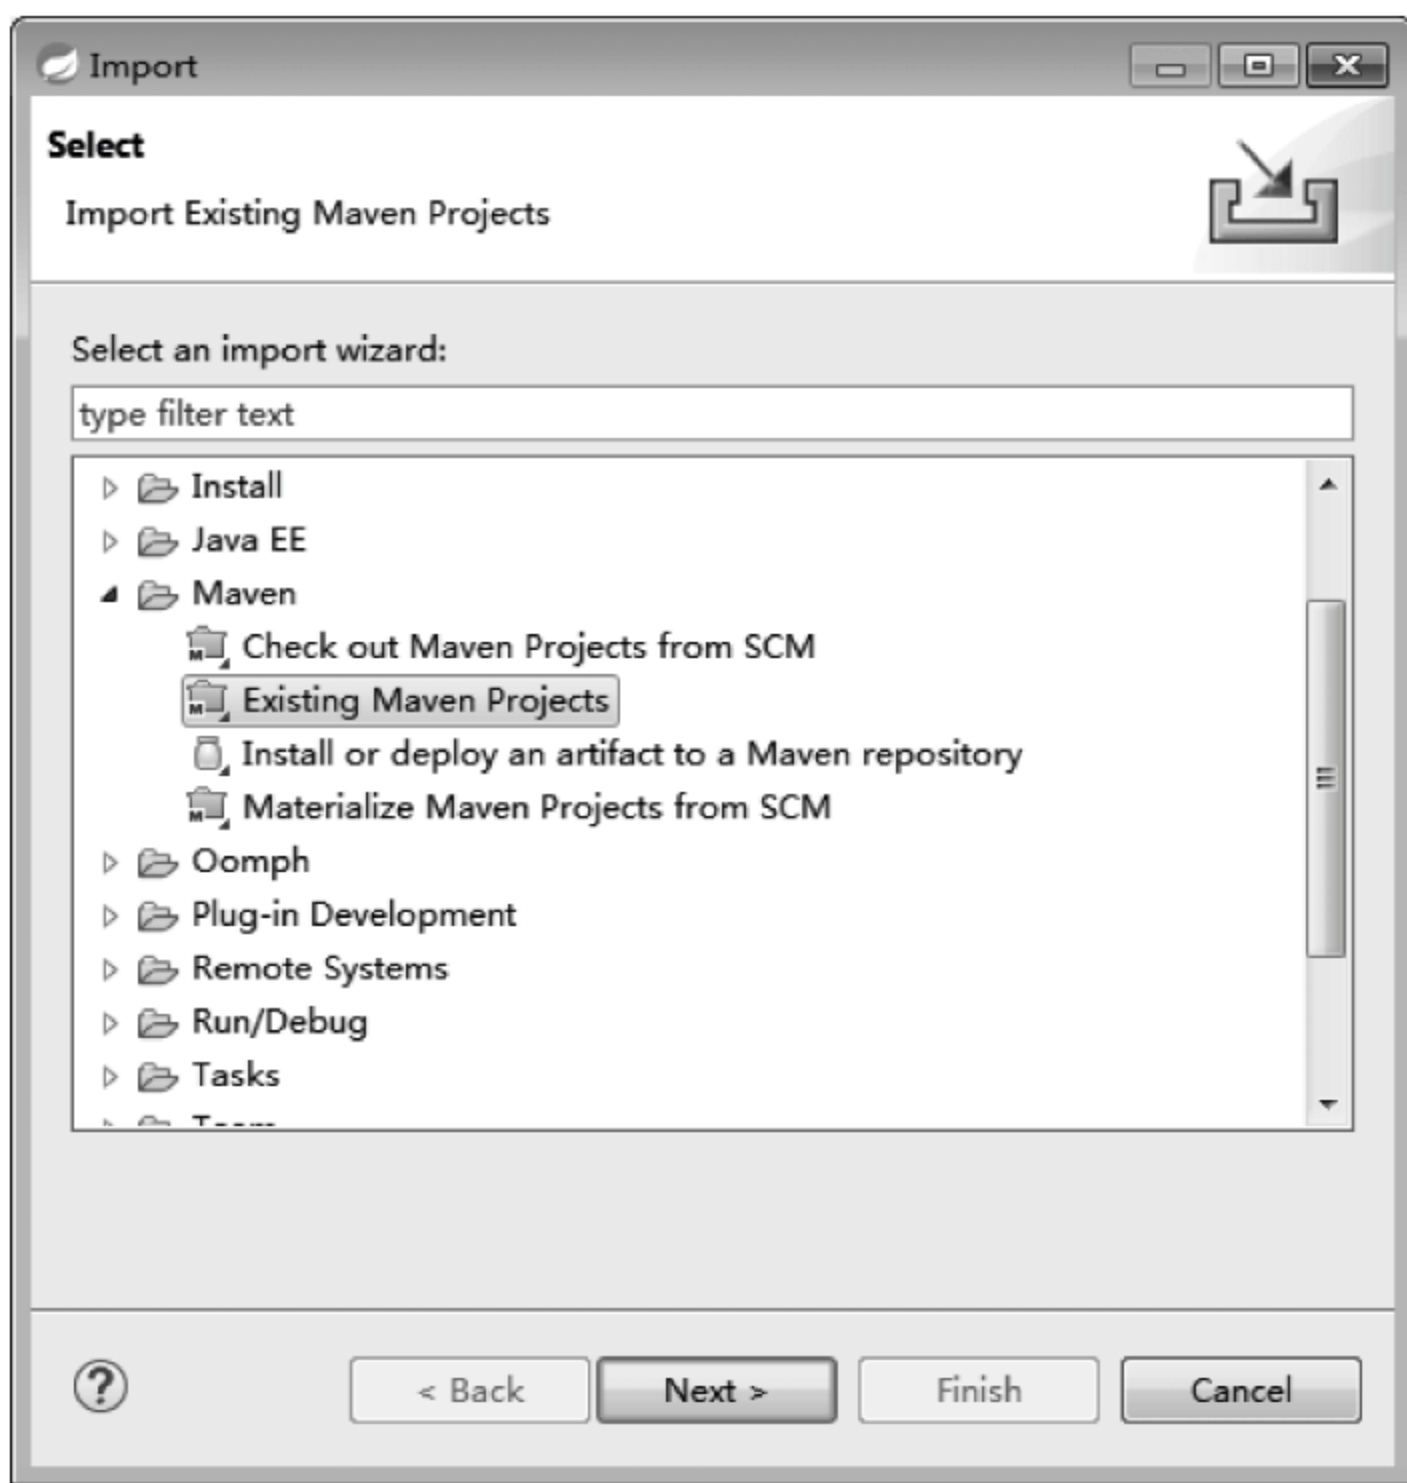 Import
Select
Import Existing Maven Projects
Select an import wizard:
type filter text
Install
Java EE
Maven
Check out Maven Projects from SCM
Existing Maven Projects
Install or deploy an artifact to a Maven repository
Materialize Maven Projects from SCM
Oomph
Plug-in Development
Remote Systems
Run/Debug
Tasks
Team
? < Back Next > Finish Cancel